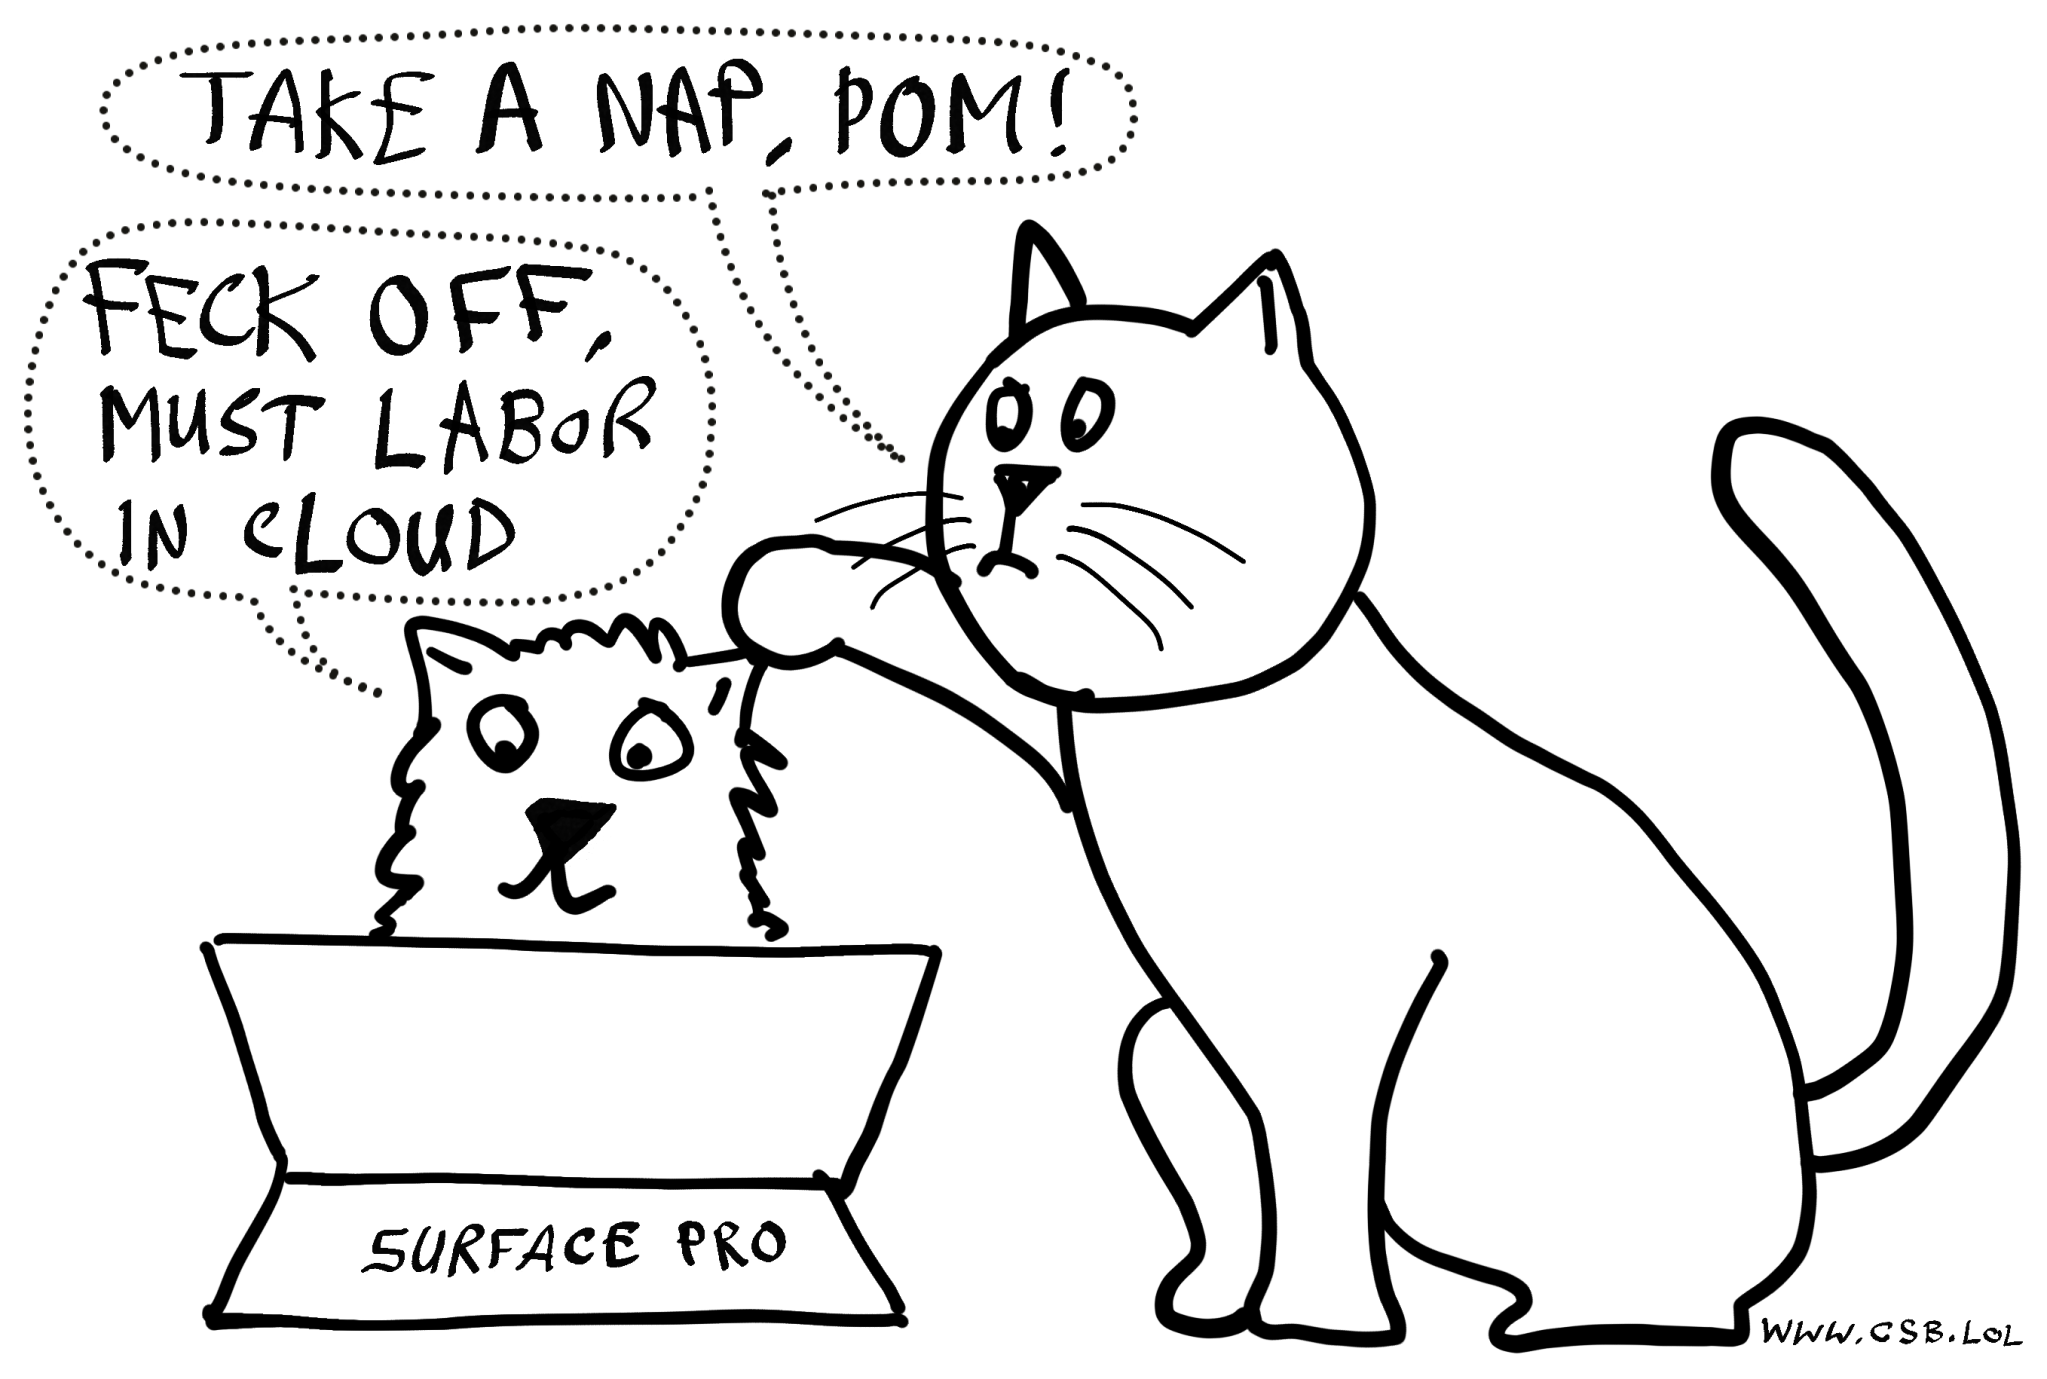 TAKE A NAP, POM!
FECK OFF,
MUST LABOR
IN CLOUD
SURFACE PRO
WWW.CSB.LOL